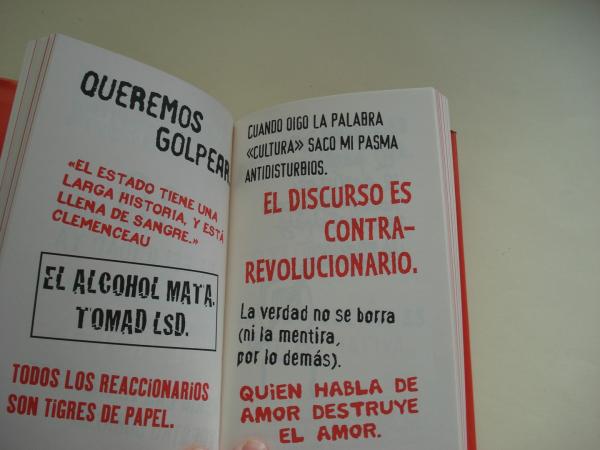 QUEREMOS
GOLPEAR.
«EL ESTADO TIENE UNA
LARGA HISTORIA, Y ESTÁ
LLENA DE SANGRE.»
CLEMENCEAU
EL ALCOHOL MATA.
TOMAD LSD.
TODOS LOS REACCIONARIOS
SON TIGRES DE PAPEL.
CUANDO OIGO LA PALABRA
«CULTURA» SACO MI PASMA
ANTIDISTURBIOS.
EL DISCURSO ES
CONTRA-
REVOLUCIONARIO.
La verdad no se borra
(ni la mentira,
por lo demás).
QUIEN HABLA DE
AMOR DESTRUYE
EL AMOR.